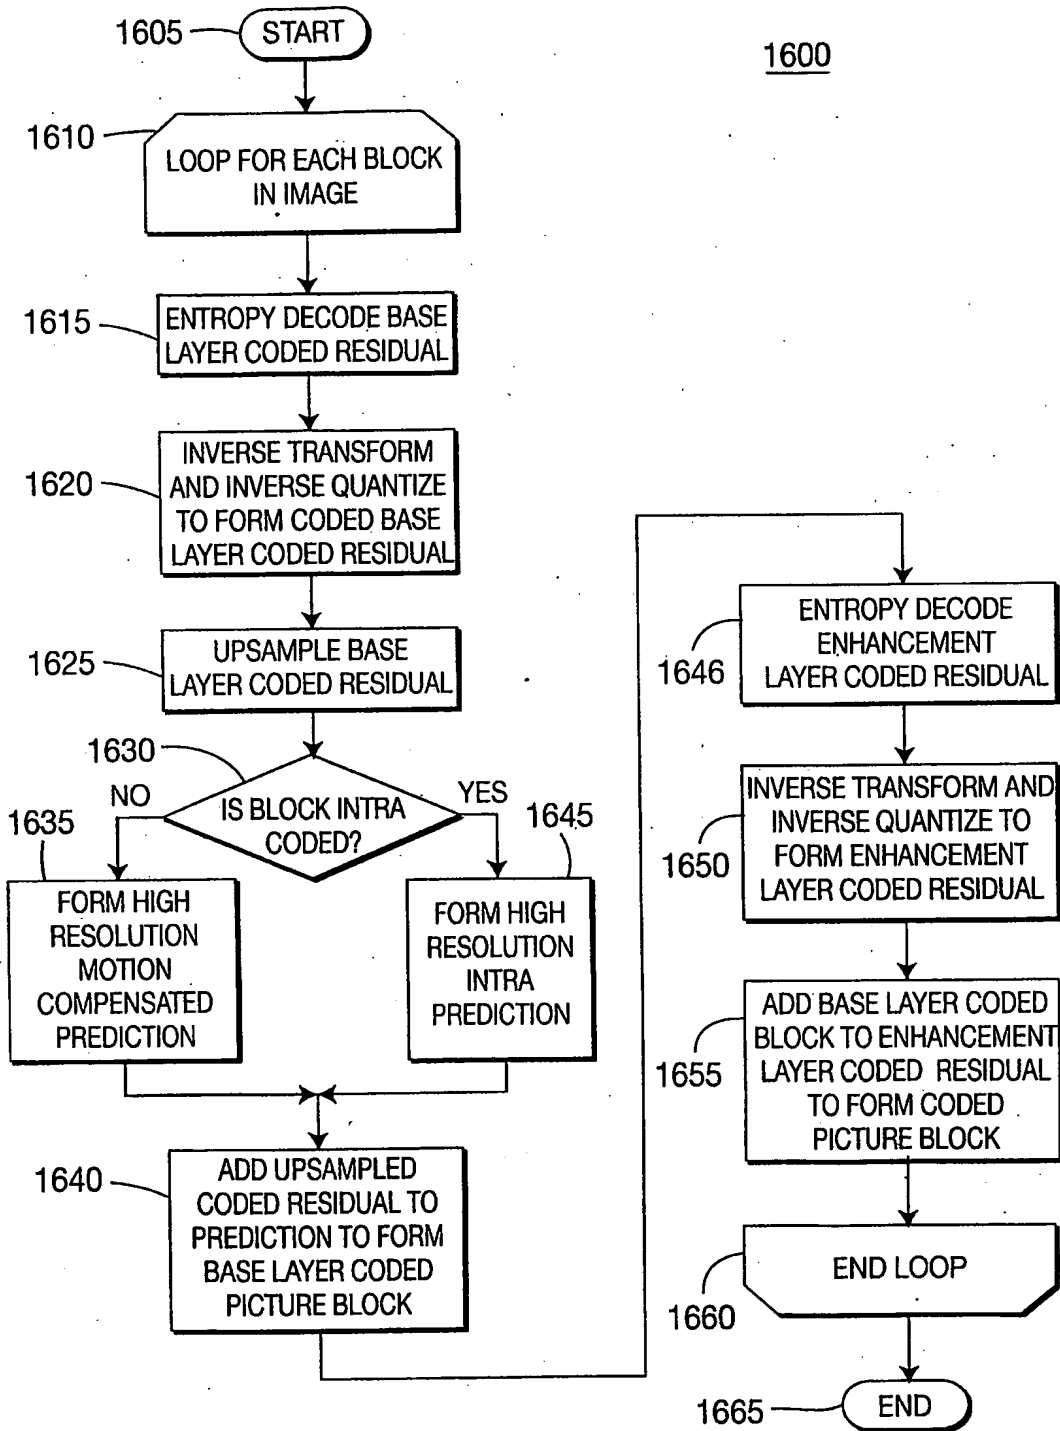 1600
1605
START
1610
LOOP FOR EACH BLOCK
IN IMAGE
1615
ENTROPY DECODE BASE
LAYER CODED RESIDUAL
1620
INVERSE TRANSFORM
AND INVERSE QUANTIZE
TO FORM CODED BASE
LAYER CODED RESIDUAL
1625
UPSAMPLE BASE
LAYER CODED RESIDUAL
1630
IS BLOCK INTRA
CODED?
NO
YES
1635
FORM HIGH
RESOLUTION
MOTION
COMPENSATED
PREDICTION
1645
FORM HIGH
RESOLUTION
INTRA
PREDICTION
1640
ADD UPSAMPLED
CODED RESIDUAL TO
PREDICTION TO FORM
BASE LAYER CODED
PICTURE BLOCK
1646
ENTROPY DECODE
ENHANCEMENT
LAYER CODED RESIDUAL
1650
INVERSE TRANSFORM AND
INVERSE QUANTIZE TO
FORM ENHANCEMENT
LAYER CODED RESIDUAL
1655
ADD BASE LAYER CODED
BLOCK TO ENHANCEMENT
LAYER CODED RESIDUAL
TO FORM CODED
PICTURE BLOCK
1660
END LOOP
1665
END